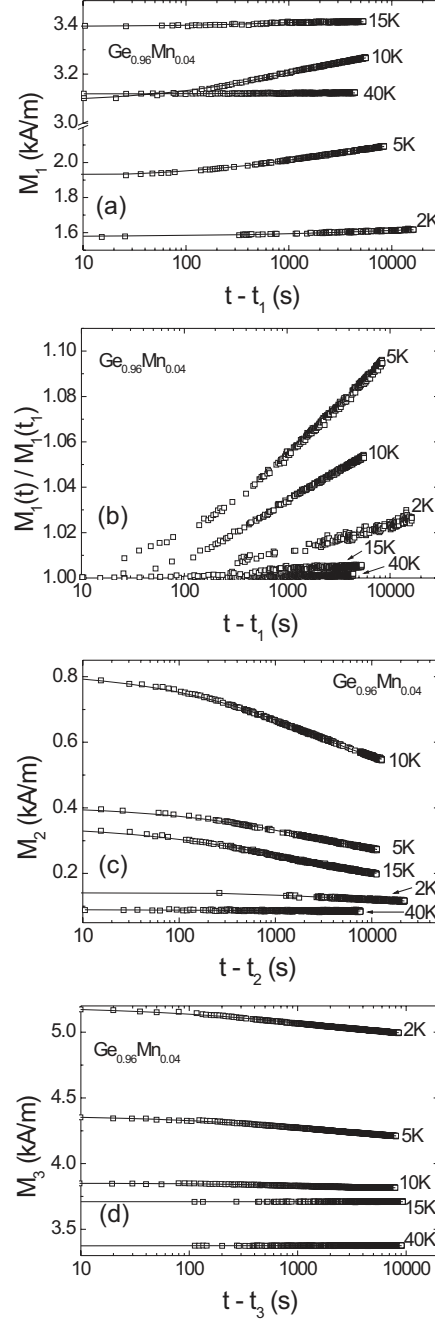 15K
Ge0.96Mn0.04
10K
40K
5K
2K
(a)
M1 (kA/m)
3.4
3.2
3.0
2.0
1.8
1.6
10 100 1000 10000
t - t1 (s)
Ge0.96Mn0.04
5K
10K
2K
15K
40K
(b)
M1(t) / M1(t1)
1.10
1.08
1.06
1.04
1.02
1.00
10 100 1000 10000
t - t1 (s)
Ge0.96Mn0.04
10K
5K
15K
2K
40K
(c)
M2 (kA/m)
0.8
0.6
0.4
0.2
10 100 1000 10000
t - t2 (s)
Ge0.96Mn0.04
2K
5K
10K
15K
40K
(d)
M3 (kA/m)
5.0
4.5
4.0
3.5
10 100 1000 10000
t - t3 (s)